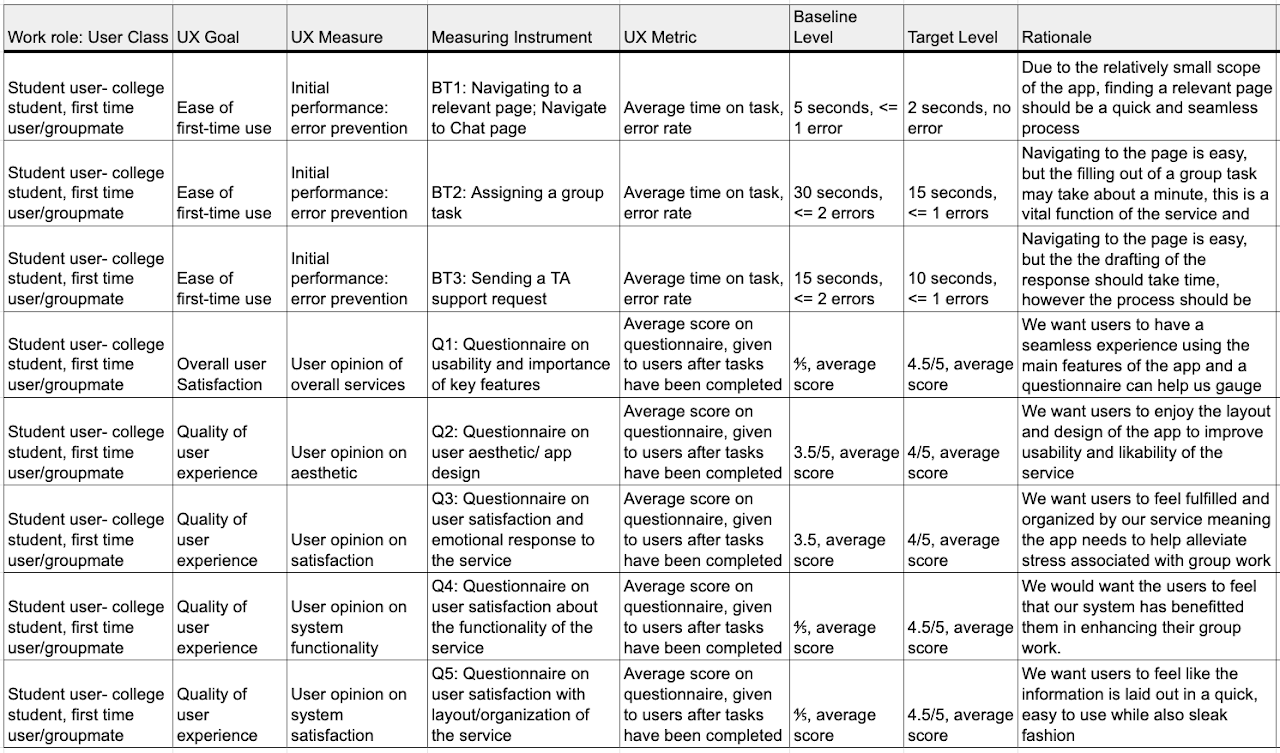 Work role: User Class
UX Goal
UX Measure
Measuring Instrument
UX Metric
Baseline
Level
Target Level
Rationale
Student user- college
student, first time
user/groupmate
Ease of
first-time use
Initial
performance:
error prevention
BT1: Navigating to a
relevant page; Navigate
to Chat page
Average time on task,
error rate
5 seconds, <=
1 error
2 seconds, no
error
Due to the relatively small scope
of the app, finding a relevant page
should be a quick and seamless
process
Student user- college
student, first time
user/groupmate
Ease of
first-time use
Initial
performance:
error prevention
BT2: Assigning a group
task
Average time on task,
error rate
30 seconds,
<= 2 errors
15 seconds,
<= 1 errors
Navigating to the page is easy,
but the filling out of a group task
may take about a minute, this is a
vital function of the service and
Student user- college
student, first time
user/groupmate
Ease of
first-time use
Initial
performance:
error prevention
BT3: Sending a TA
support request
Average time on task,
error rate
15 seconds,
<= 2 errors
10 seconds,
<= 1 errors
Navigating to the page is easy,
but the the drafting of the
response should take time,
however the process should be
Student user- college
student, first time
user/groupmate
Overall user
Satisfaction
User opinion of
overall services
Q1: Questionnaire on
usability and importance
of key features
Average score on
questionnaire, given
to users after tasks
have been completed
⅘, average
score
4.5/5, average
score
We want users to have a
seamless experience using the
main features of the app and a
questionnaire can help us gauge
Student user- college
student, first time
user/groupmate
Quality of
user
experience
User opinion on
aesthetic
Q2: Questionnaire on
user aesthetic/ app
design
Average score on
questionnaire, given
to users after tasks
have been completed
3.5/5, average
score
4/5, average
score
We want users to enjoy the layout
and design of the app to improve
usability and likability of the
service
Student user- college
student, first time
user/groupmate
Quality of
user
experience
User opinion on
satisfaction
Q3: Questionnaire on
user satisfaction and
emotional response to
the service
Average score on
questionnaire, given
to users after tasks
have been completed
3.5, average
score
4/5, average
score
We want users to feel fulfilled and
organized by our service meaning
the app needs to help alleviate
stress associated with group work
Student user- college
student, first time
user/groupmate
Quality of
user
experience
User opinion on
system
functionality
Q4: Questionnaire on
user satisfaction about
the functionality of the
service
Average score on
questionnaire, given
to users after tasks
have been completed
⅘, average
score
4.5/5, average
score
We would want the users to feel
that our system has benefitted
them in enhancing their group
work.
Student user- college
student, first time
user/groupmate
Quality of
user
experience
User opinion on
system
satisfaction
Q5: Questionnaire on
user satisfaction with
layout/organization of
the service
Average score on
questionnaire, given
to users after tasks
have been completed
⅘, average
score
4.5/5, average
score
We want users to feel like the
information is laid out in a quick,
easy to use while also sleak
fashion